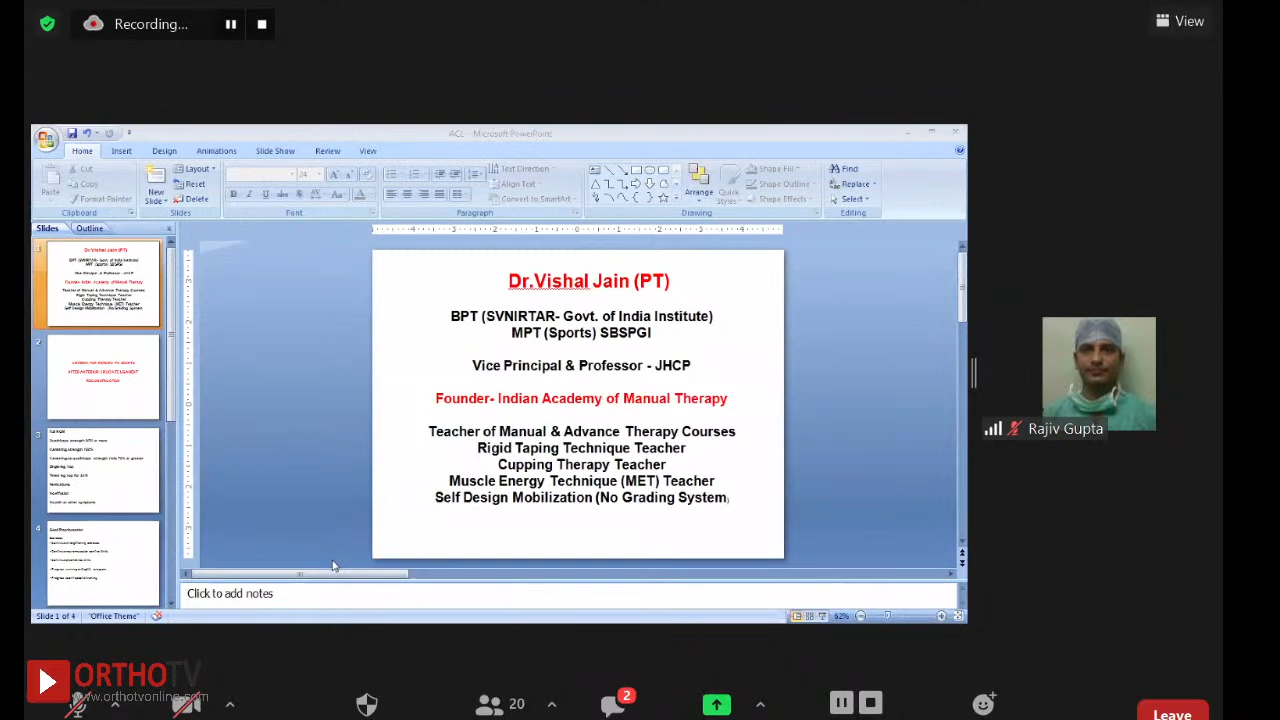 Recording...
View
ACL - Microsoft PowerPoint
Home Insert Design Animations Slide Show Review View
Cut
Copy
Format Painter
Paste
Clipboard
New Slide
Layout
Reset
Delete
Slides
24
Font
Text Direction
Align Text
Convert to SmartArt
Paragraph
Arrange
Quick Styles
Shape Fill
Shape Outline
Shape Effects
Drawing
Find
Replace
Select
Editing
Slides Outline
Dr.Vishal Jain (PT)
BPT (SVNIRTAR- Govt. of India Institute)
MPT (Sports) SBSPGI
Vice Principal & Professor - JHCP
Founder- Indian Academy of Manual Therapy
Teacher of Manual & Advance Therapy Courses
Rigid Taping Technique Teacher
Cupping Therapy Teacher
Muscle Energy Technique (MET) Teacher
Self Design Mobilization (No Grading System)
1
2
3
4
Click to add notes
Slide 1 of 4 "Office Theme" 62%
Rajiv Gupta
ORTHOTV
www.orthotvonline.com
20
2
Leave